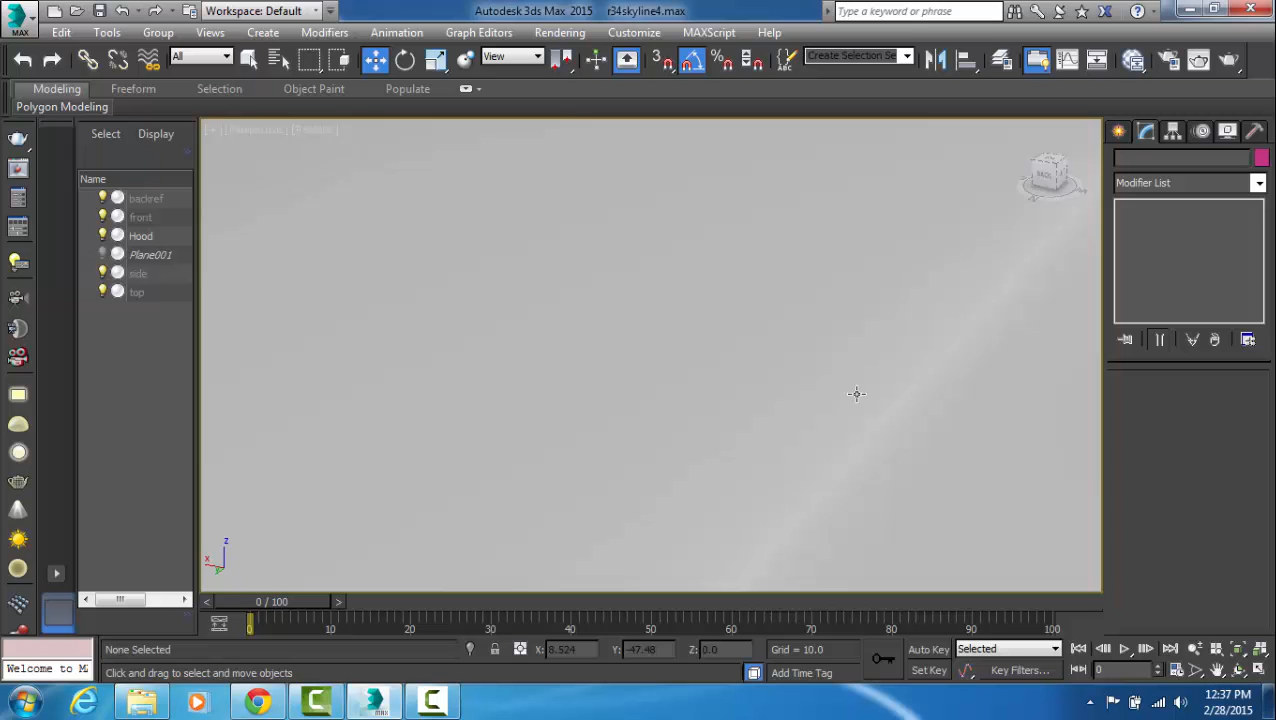 Workspace: Default
Autodesk 3ds Max 2015 r34skyline4.max
Type a keyword or phrase
MAX
Edit Tools Group Views Create Modifiers Animation Graph Editors Rendering Customize MAXScript Help
All
View
3
Create Selection Se
Modeling Freeform Selection Object Paint Populate
Polygon Modeling
Select Display
Name
backref
front
Hood
Plane001
side
top
BACK
Modifier List
z
x
y
0 / 100
0 10 20 30 40 50 60 70 80 90 100
None Selected
X: 8.524 Y: -47.48 Z: 0.0
Grid = 10.0
Auto Key Selected
Welcome to M
Click and drag to select and move objects
Add Time Tag
Set Key Key Filters...
0
max
12:37 PM
2/28/2015